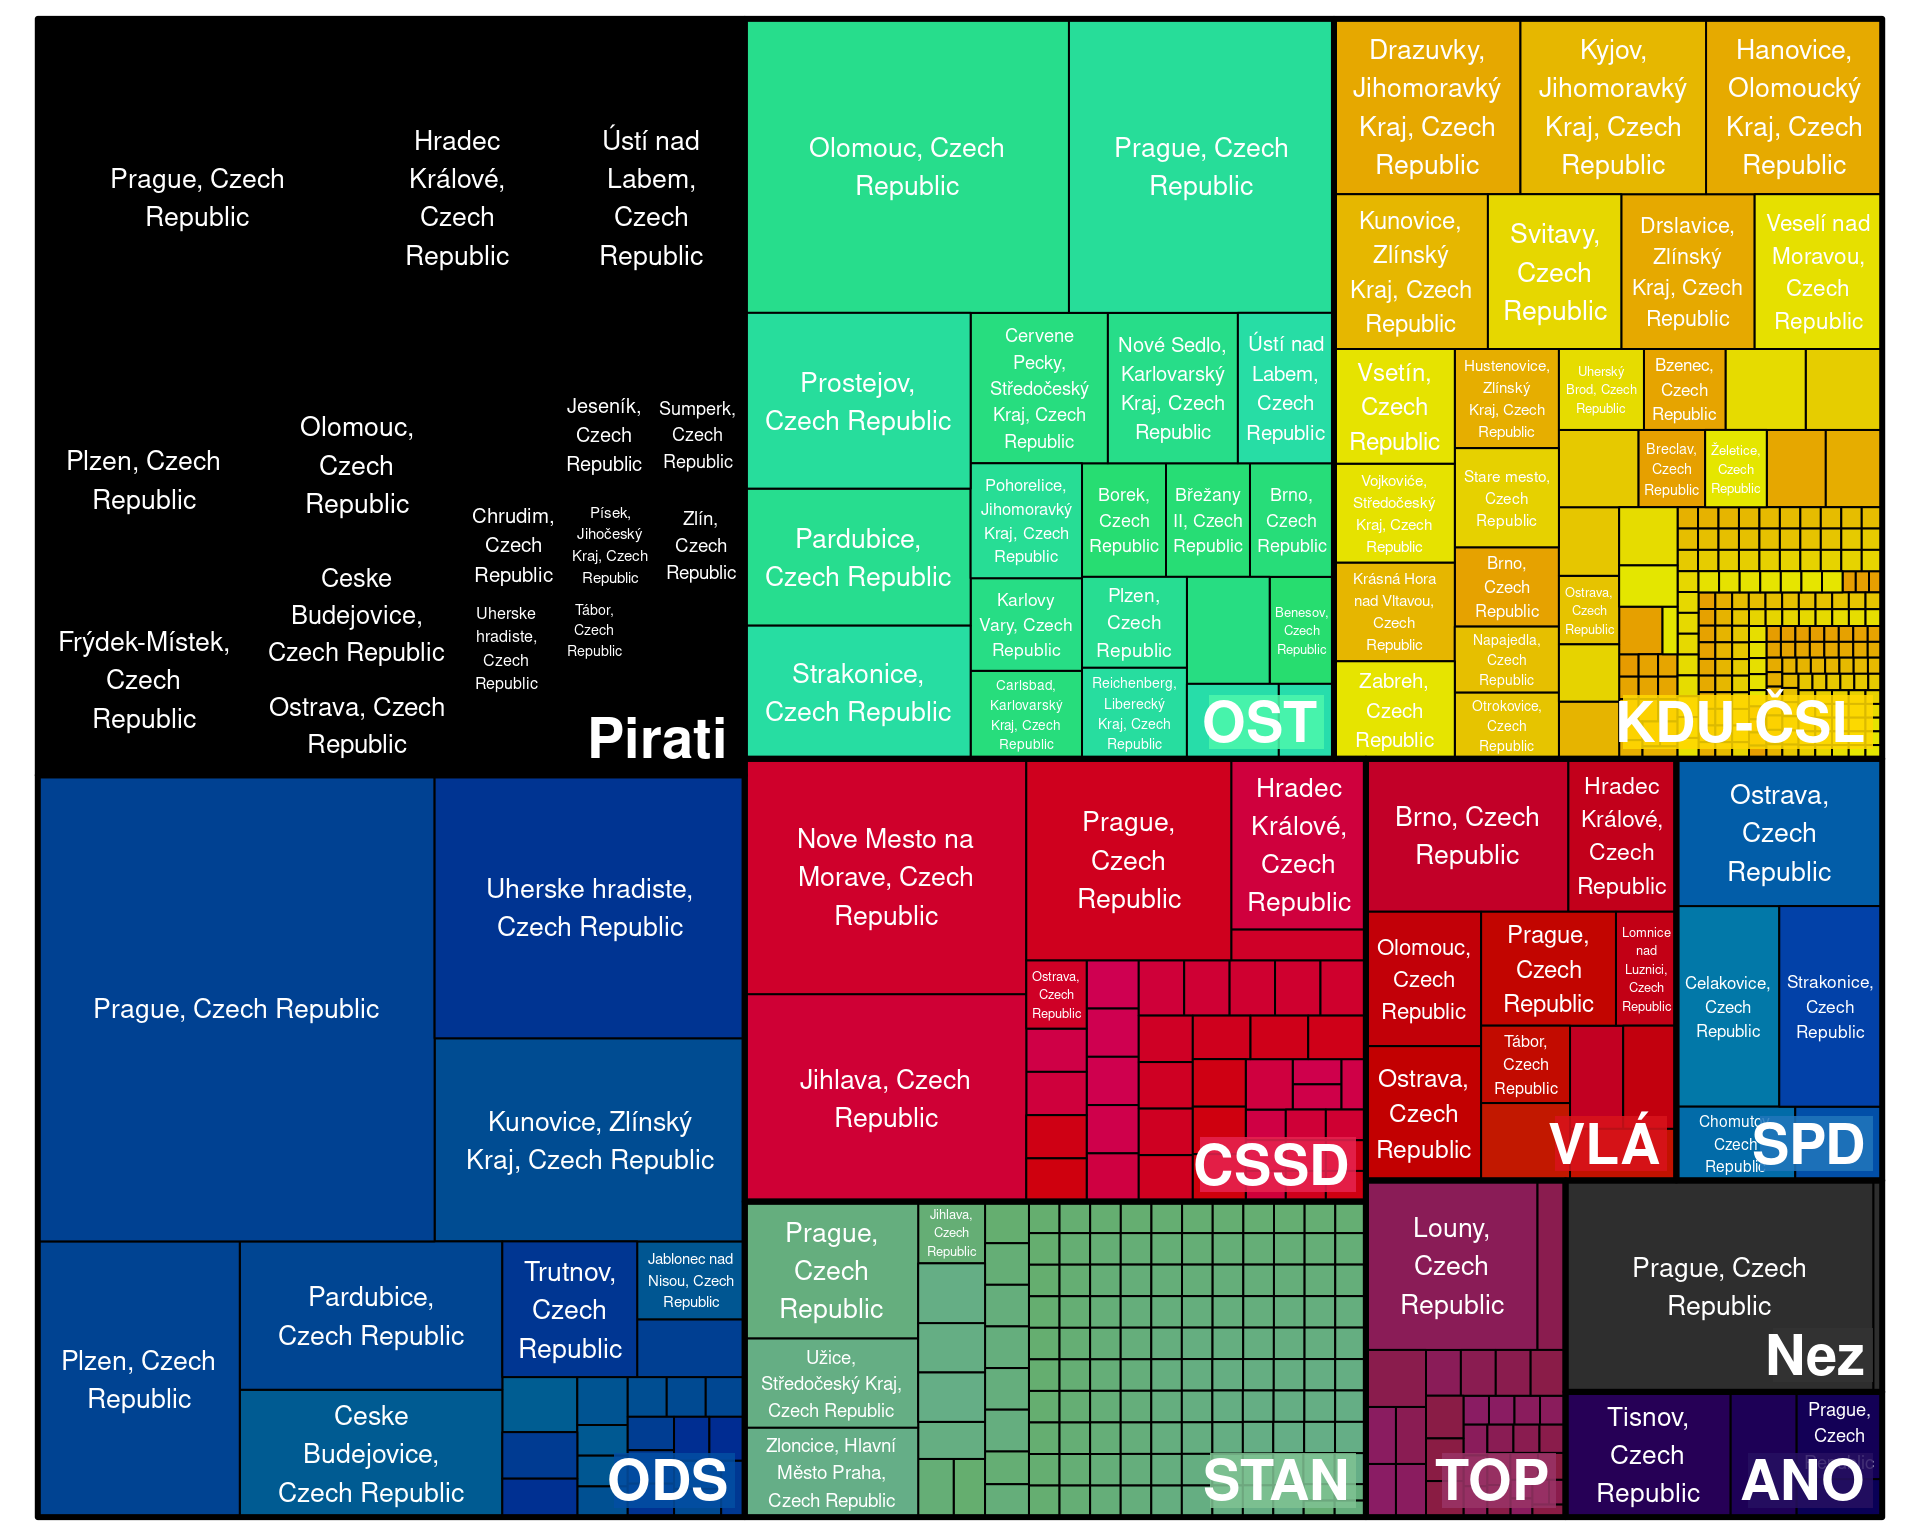 Prague, Czech
Republic
Hradec
Králové,
Czech
Republic
Ústí nad
Labem,
Czech
Republic
Plzen, Czech
Republic
Olomouc,
Czech
Republic
Jeseník,
Czech
Republic
Sumperk,
Czech
Republic
Chrudim,
Czech
Republic
Písek,
Jihočeský
Kraj, Czech
Republic
Zlín,
Czech
Republic
Frýdek-Místek,
Czech
Republic
Ceske
Budejovice,
Czech Republic
Uherske
hradiste,
Czech
Republic
Tábor,
Czech
Republic
Ostrava, Czech
Republic
Pirati
Olomouc, Czech
Republic
Prague, Czech
Republic
Prostejov,
Czech Republic
Cervene
Pecky,
Středočeský
Kraj, Czech
Republic
Nové Sedlo,
Karlovarský
Kraj, Czech
Republic
Ústí nad
Labem,
Czech
Republic
Pardubice,
Czech Republic
Pohorelice,
Jihomoravký
Kraj, Czech
Republic
Borek,
Czech
Republic
Břežany
II, Czech
Republic
Brno,
Czech
Republic
Strakonice,
Czech Republic
Karlovy
Vary, Czech
Republic
Plzen,
Czech
Republic
Benesov,
Czech
Republic
Carlsbad,
Karlovarský
Kraj, Czech
Republic
Reichenberg,
Liberecký
Kraj, Czech
Republic
OST
Drazuvky,
Jihomoravký
Kraj, Czech
Republic
Kyjov,
Jihomoravký
Kraj, Czech
Republic
Hanovice,
Olomoucký
Kraj, Czech
Republic
Kunovice,
Zlínský
Kraj, Czech
Republic
Svitavy,
Czech
Republic
Drslavice,
Zlínský
Kraj, Czech
Republic
Veselí nad
Moravou,
Czech
Republic
Vsetín,
Czech
Republic
Hustenovice,
Zlínský
Kraj, Czech
Republic
Uherský
Brod, Czech
Republic
Bzenec,
Czech
Republic
Vojkoviće,
Středočeský
Kraj, Czech
Republic
Stare mesto,
Czech
Republic
Breclav,
Czech
Republic
Želetice,
Czech
Republic
Krásná Hora
nad Vltavou,
Czech
Republic
Brno,
Czech
Republic
Ostrava,
Czech
Republic
Napajedla,
Czech
Republic
Zabreh,
Czech
Republic
Otrokovice,
Czech
Republic
KDU-ČSL
Prague, Czech Republic
Uherske hradiste,
Czech Republic
Kunovice, Zlínský
Kraj, Czech Republic
Plzen, Czech
Republic
Pardubice,
Czech Republic
Trutnov,
Czech
Republic
Jablonec nad
Nisou, Czech
Republic
Ceske
Budejovice,
Czech Republic
ODS
Nove Mesto na
Morave, Czech
Republic
Prague,
Czech
Republic
Hradec
Králové,
Czech
Republic
Jihlava, Czech
Republic
Ostrava,
Czech
Republic
CSSD
Brno, Czech
Republic
Hradec
Králové,
Czech
Republic
Olomouc,
Czech
Republic
Prague,
Czech
Republic
Lomnice
nad
Luznici,
Czech
Republic
Ostrava,
Czech
Republic
Tábor,
Czech
Republic
VLÁ
Ostrava,
Czech
Republic
Celakovice,
Czech
Republic
Strakonice,
Czech
Republic
Czech
Republic
SPD
Prague,
Czech
Republic
Jihlava,
Czech
Republic
Užice,
Středočeský Kraj,
Czech Republic
Zloncice, Hlavní
Město Praha,
Czech Republic
STAN
Louny,
Czech
Republic
TOP
Prague, Czech
Republic
Nez
Tisnov,
Czech
Republic
Prague,
Czech
Republic
ANO